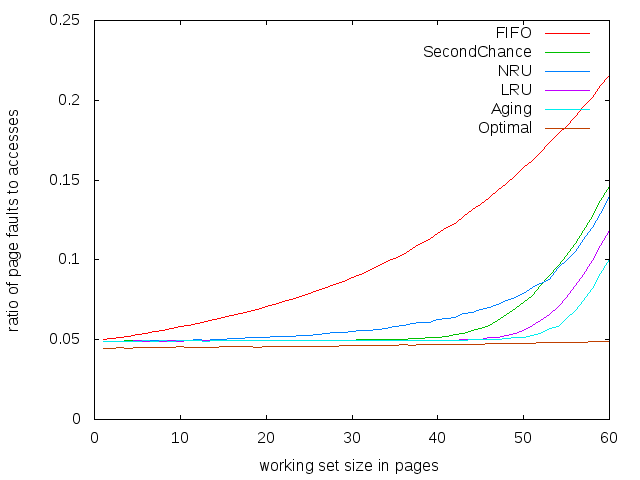 0.25
FIFO
SecondChance
0.2
NRU
LRU
Aging
Optimal
0.15
0.1
0.05
0
0 10 20 30 40 50 60
ratio of page faults to accesses
working set size in pages